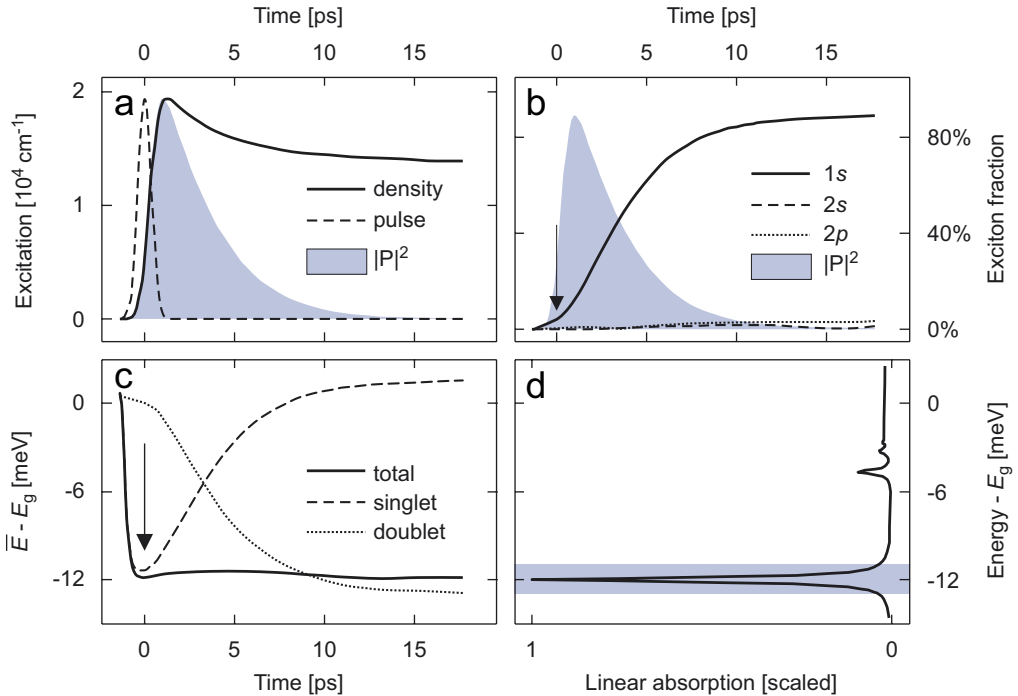 Time [ps]
Time [ps]
0 5 10 15
0 5 10 15
a
b
Excitation [10⁴ cm⁻¹]
2
1
0
density
pulse
|P|²
1s
2s
2p
|P|²
80%
40%
0%
Exciton fraction
c
d
E̅ - E_g [meV]
0
-6
-12
total
singlet
doublet
0
-6
-12
Energy - E_g [meV]
0 5 10 15
1 0
Time [ps]
Linear absorption [scaled]